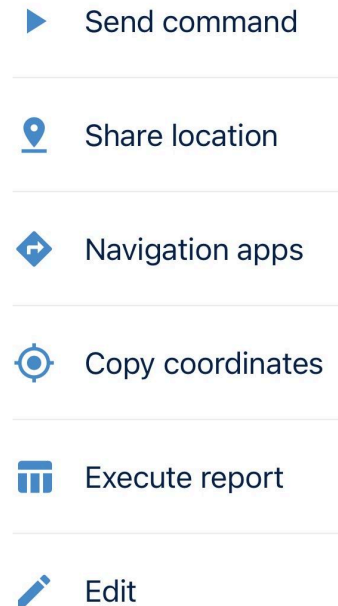 Send command
Share location
Navigation apps
Copy coordinates
Execute report
Edit